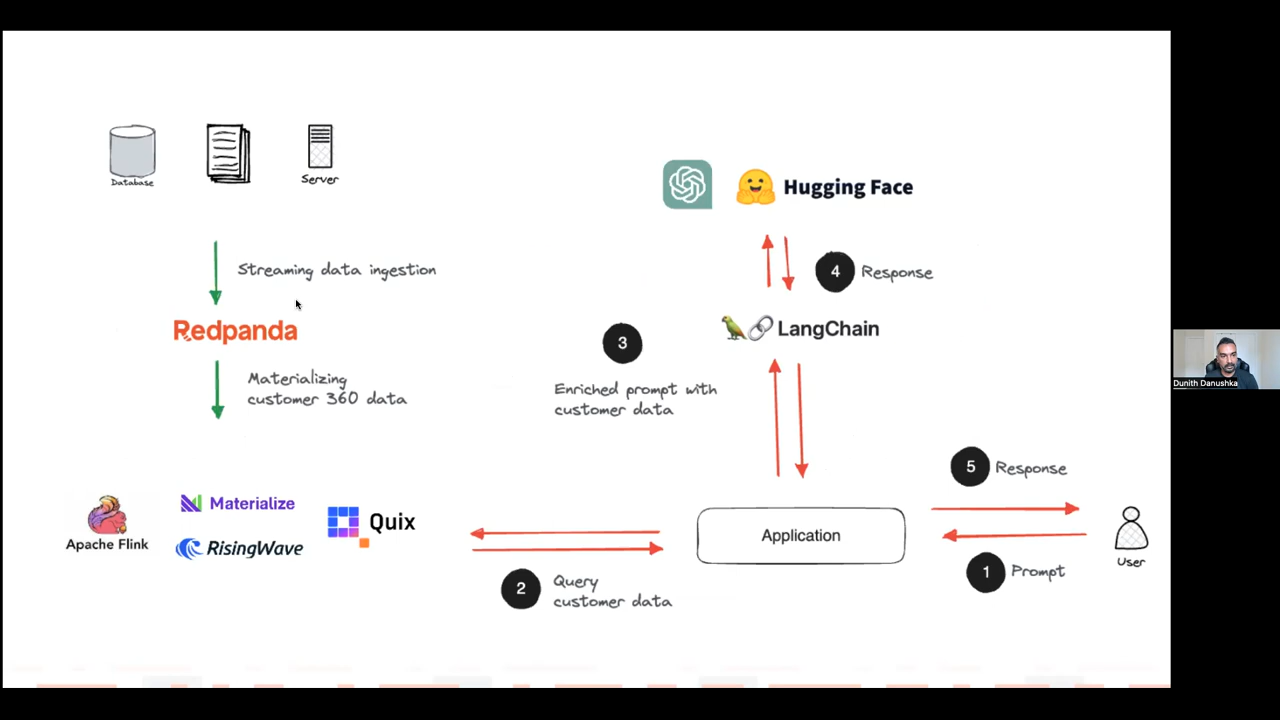 Database
Server
Streaming data ingestion
Redpanda
Materializing
customer 360 data
Apache Flink
Materialize
RisingWave
Quix
Hugging Face
4 Response
LangChain
3
Enriched prompt with
customer data
2 Query
customer data
Application
5 Response
1 Prompt
User
Dunith Danushka